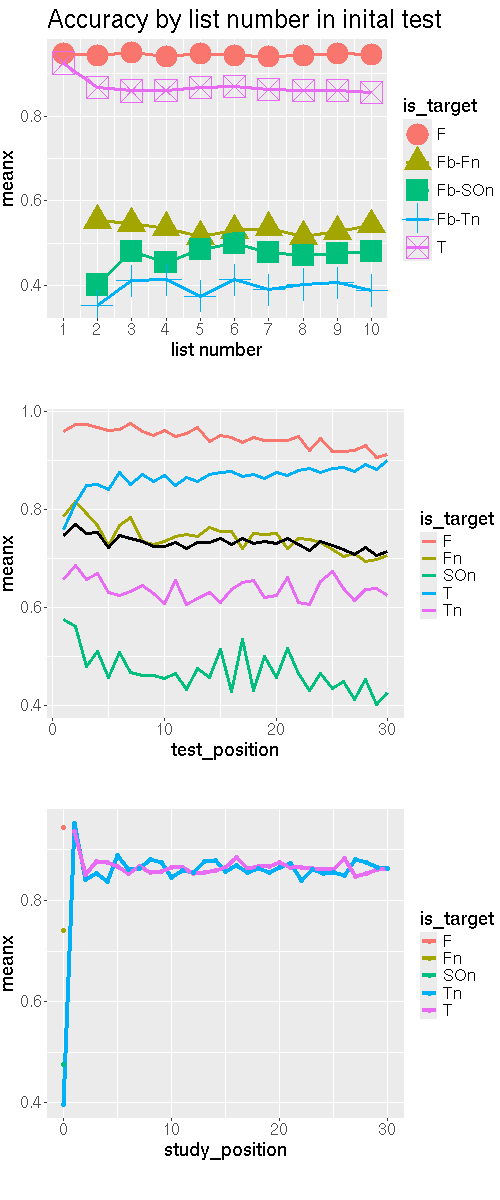 Accuracy by list number in inital test
meanx
0.8
0.6
0.4
1 2 3 4 5 6 7 8 9 10
list number
is_target
F
Fb-Fn
Fb-SOn
Fb-Tn
T
meanx
1.0
0.8
0.6
0.4
0 10 20 30
test_position
is_target
F
Fn
SOn
T
Tn
meanx
0.8
0.6
0.4
0 10 20 30
study_position
is_target
F
Fn
SOn
Tn
T